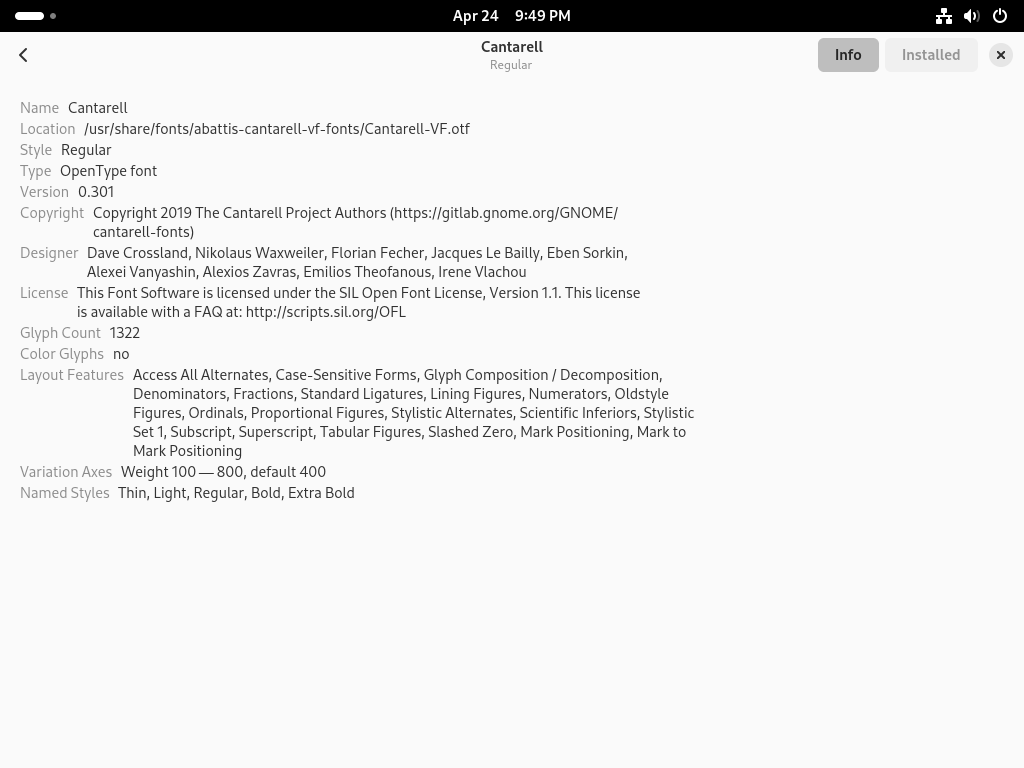 Apr 24 9:49 PM
Cantarell
Regular
Info
Installed
Name Cantarell
Location /usr/share/fonts/abattis-cantarell-vf-fonts/Cantarell-VF.otf
Style Regular
Type OpenType font
Version 0.301
Copyright Copyright 2019 The Cantarell Project Authors (https://gitlab.gnome.org/GNOME/
cantarell-fonts)
Designer Dave Crossland, Nikolaus Waxweiler, Florian Fecher, Jacques Le Bailly, Eben Sorkin,
Alexei Vanyashin, Alexios Zavras, Emilios Theofanous, Irene Vlachou
License This Font Software is licensed under the SIL Open Font License, Version 1.1. This license
is available with a FAQ at: http://scripts.sil.org/OFL
Glyph Count 1322
Color Glyphs no
Layout Features Access All Alternates, Case-Sensitive Forms, Glyph Composition / Decomposition,
Denominators, Fractions, Standard Ligatures, Lining Figures, Numerators, Oldstyle
Figures, Ordinals, Proportional Figures, Stylistic Alternates, Scientific Inferiors, Stylistic
Set 1, Subscript, Superscript, Tabular Figures, Slashed Zero, Mark Positioning, Mark to
Mark Positioning
Variation Axes Weight 100 — 800, default 400
Named Styles Thin, Light, Regular, Bold, Extra Bold